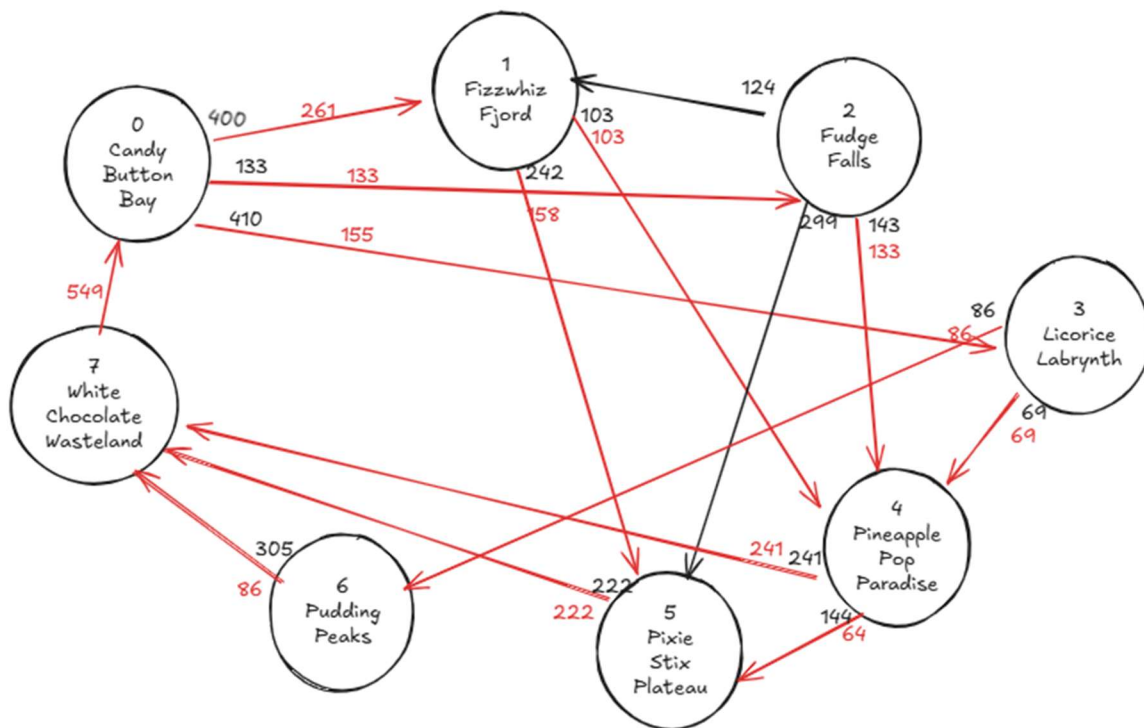 1
Fizzwhiz
Fjord
124
2
Fudge
Falls
0
Candy
Button
Bay
400
261
103
103
133
133
242
158
410
155
299
143
133
549
86
86
3
Licorice
Labrynth
7
White
Chocolate
Wasteland
69
69
4
Pineapple
Pop
Paradise
241
241
305
86
6
Pudding
Peaks
222
222
5
Pixie
Stix
Plateau
144
64